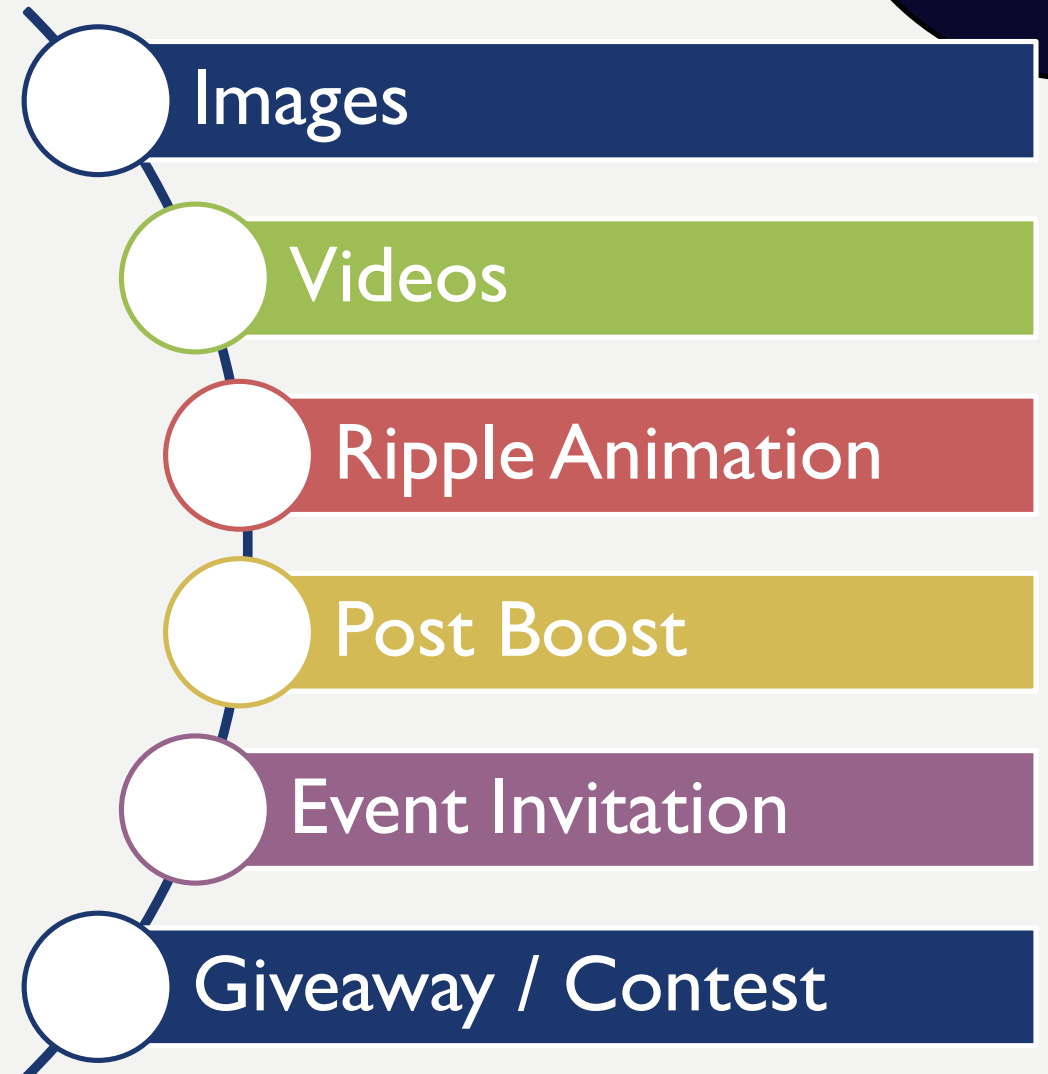 Images
Videos
Ripple Animation
Post Boost
Event Invitation
Giveaway / Contest